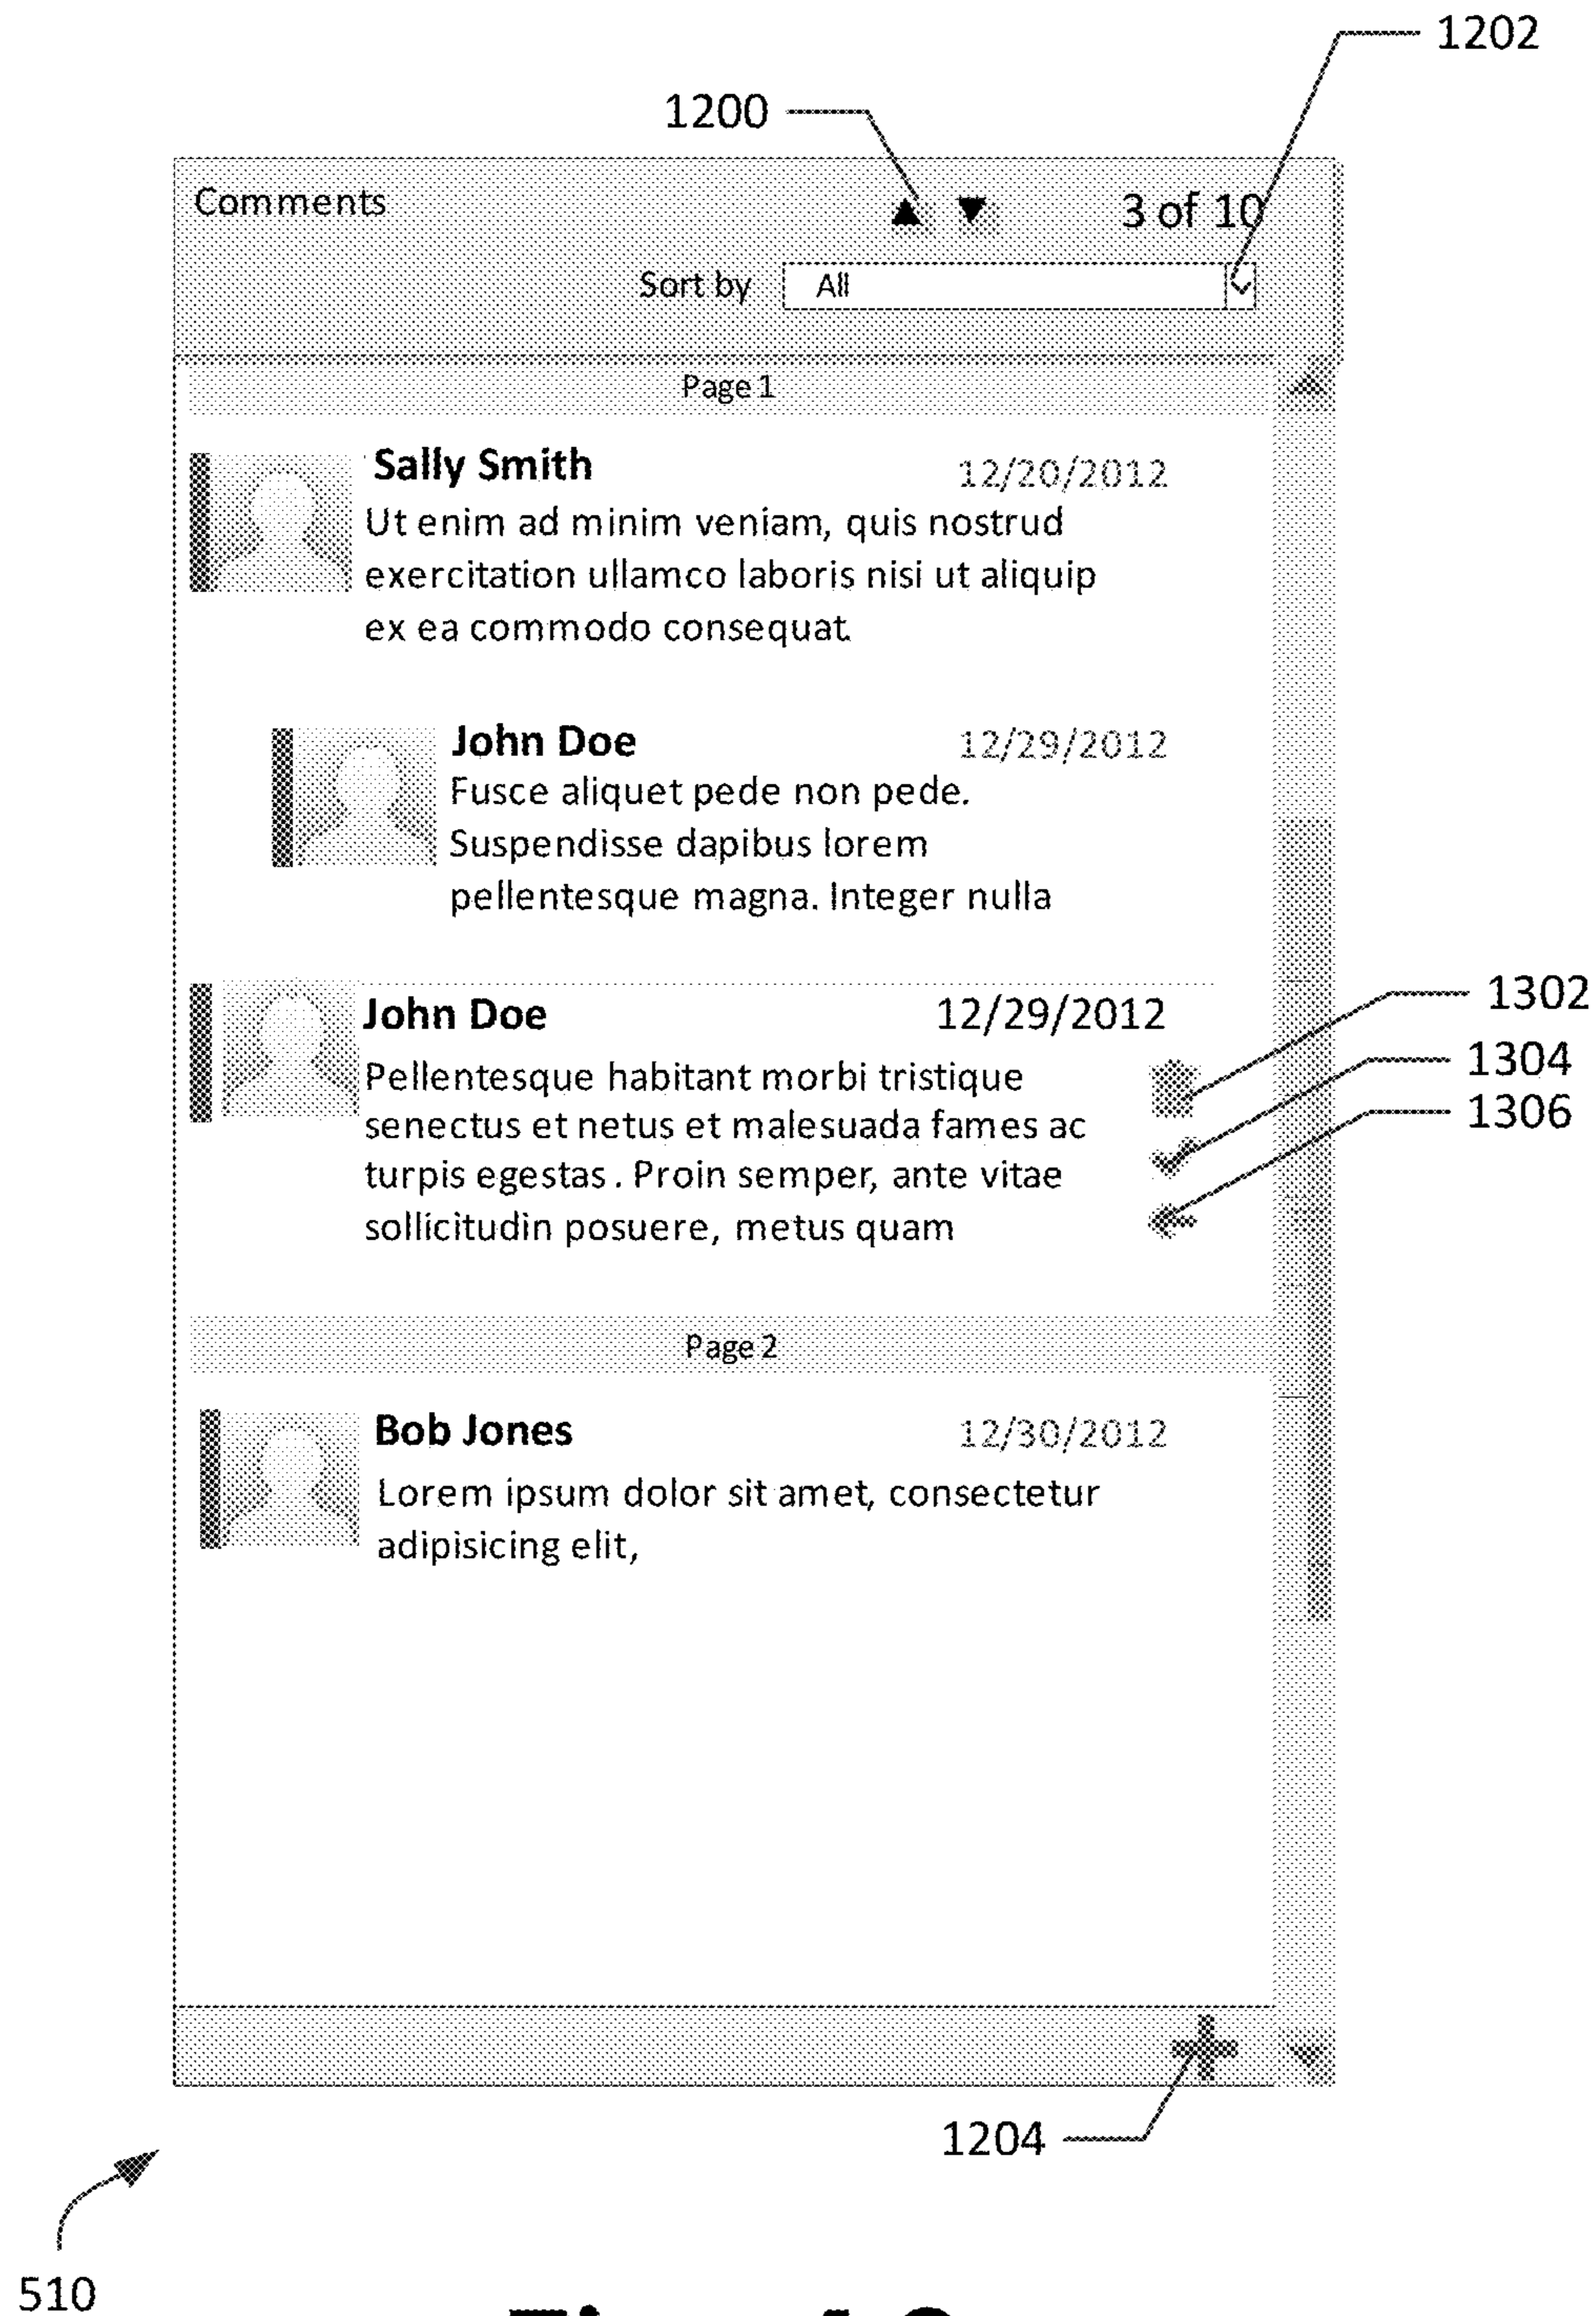 1202
1200
Comments ▲ ▼ 3 of 10
Sort by All
Page 1
Sally Smith 12/20/2012
Ut enim ad minim veniam, quis nostrud
exercitation ullamco laboris nisi ut aliquip
ex ea commodo consequat.
John Doe 12/29/2012
Fusce aliquet pede non pede.
Suspendisse dapibus lorem
pellentesque magna. Integer nulla
John Doe 12/29/2012
1302
Pellentesque habitant morbi tristique
1304
senectus et netus et malesuada fames ac
1306
turpis egestas. Proin semper, ante vitae
sollicitudin posuere, metus quam
Page 2
Bob Jones 12/30/2012
Lorem ipsum dolor sit amet, consectetur
adipisicing elit,
1204
510